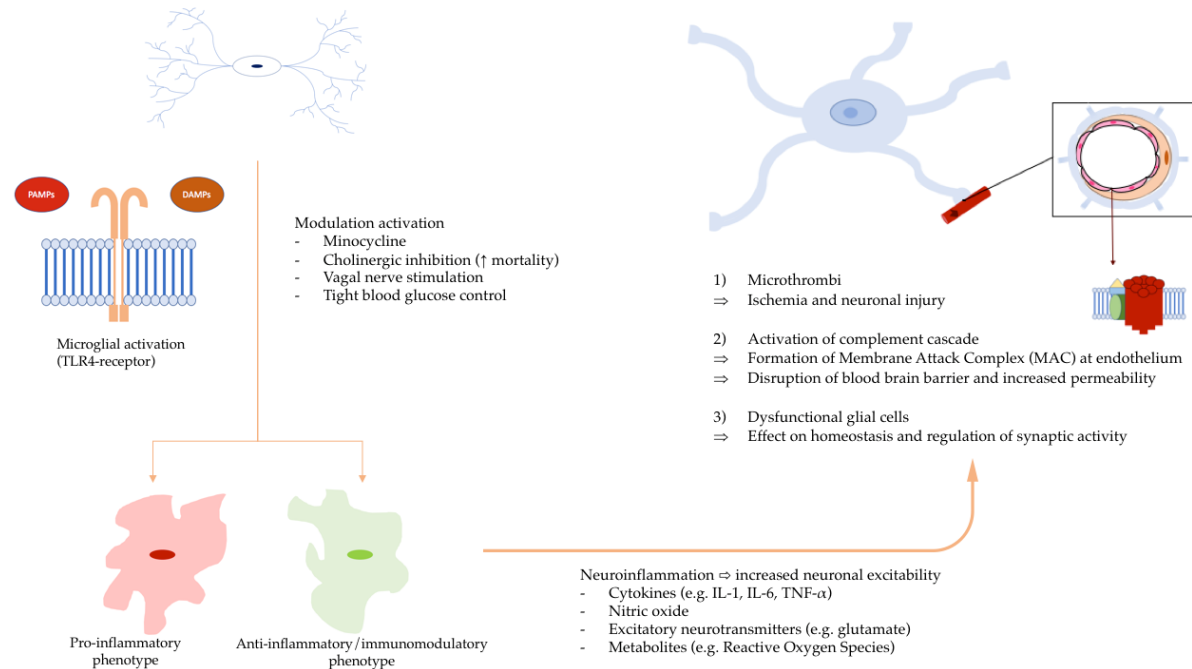 PAMPs
DAMPs
Microglial activation
(TLR4-receptor)
Modulation activation
- Minocycline
- Cholinergic inhibition (↑ mortality)
- Vagal nerve stimulation
- Tight blood glucose control
Pro-inflammatory
phenotype
Anti-inflammatory/immunomodulatory
phenotype
Neuroinflammation ⇨ increased neuronal excitability
- Cytokines (e.g. IL-1, IL-6, TNF-α)
- Nitric oxide
- Excitatory neurotransmitters (e.g. glutamate)
- Metabolites (e.g. Reactive Oxygen Species)
1) Microthrombi
⇒ Ischemia and neuronal injury
2) Activation of complement cascade
⇒ Formation of Membrane Attack Complex (MAC) at endothelium
⇒ Disruption of blood brain barrier and increased permeability
3) Dysfunctional glial cells
⇒ Effect on homeostasis and regulation of synaptic activity